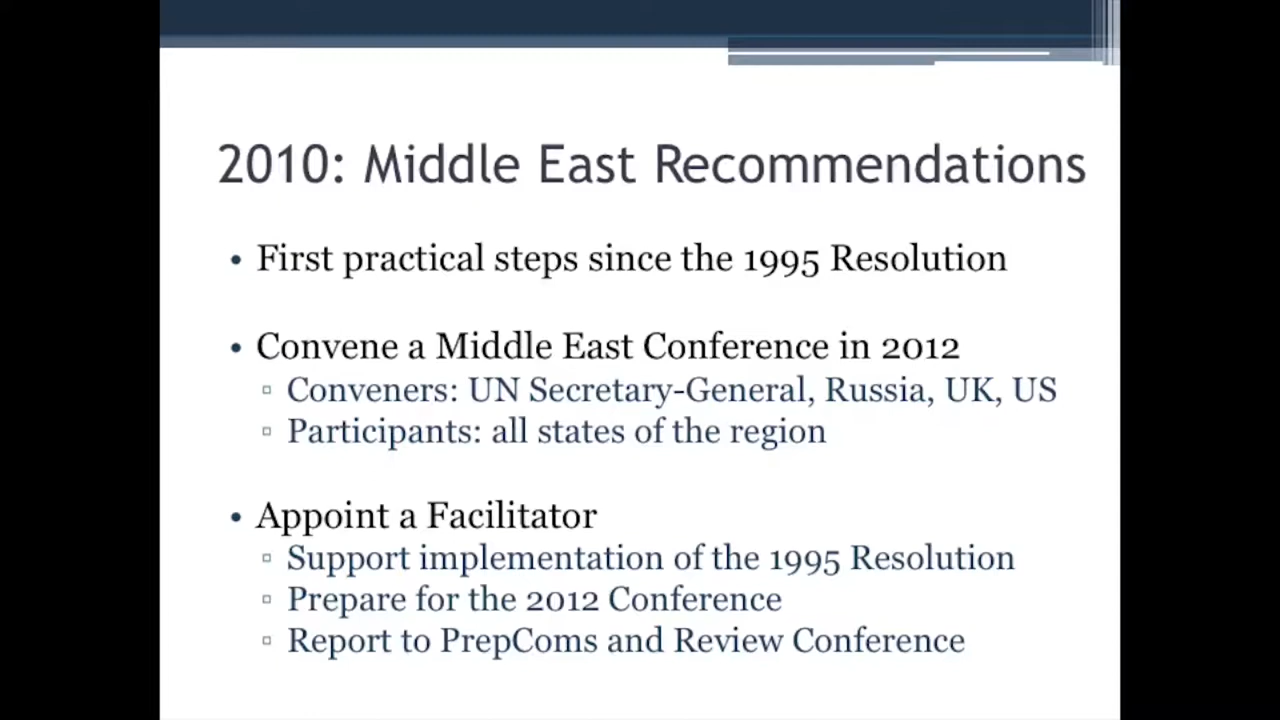 2010: Middle East Recommendations
• First practical steps since the 1995 Resolution
• Convene a Middle East Conference in 2012
▫ Conveners: UN Secretary-General, Russia, UK, US
▫ Participants: all states of the region
• Appoint a Facilitator
▫ Support implementation of the 1995 Resolution
▫ Prepare for the 2012 Conference
▫ Report to PrepComs and Review Conference